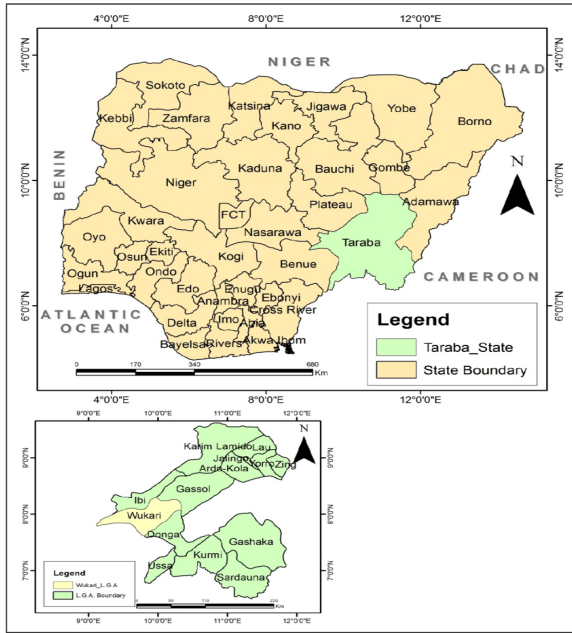 4°0'0"E 8°0'0"E 12°0'0"E
14°0'0"N
14°0'0"N
NIGER
CHAD
Sokoto
Katsina
Jigawa
Yobe
Kebbi
Zamfara
Kano
Borno
BENIN
10°0'0"N
10°0'0"N
N
Kaduna
Bauchi
Gombe
Niger
Adamawa
Plateau
FCT
Kwara
Nasarawa
Taraba
Oyo
Kogi
Benue
Osun
Ekiti
CAMEROON
Ogun
Ondo
Lagos
Edo
Enugu
Ebonyi
6°0'0"N
6°0'0"N
Anambra
Cross River
ATLANTIC
OCEAN
Delta
Imo
Abia
Bayelsa
Rivers
Akwa Ibom
Legend
Taraba_State
State Boundary
0 170 340 680
Km
4°0'0"E 8°0'0"E 12°0'0"E
9°0'0"E 10°0'0"E 11°0'0"E 12°0'0"E
N
9°0'0"N
9°0'0"N
Karim Lamido
Lau
Jalingo
Yorro
Zing
Arda-Kola
Gassol
Ibi
8°0'0"N
8°0'0"N
Wukari
Donga
Gashaka
Kurmi
Ussa
7°0'0"N
7°0'0"N
Sardauna
Legend
Wukari_L.G.A
L.G.A. Boundary
0 110 220
Km
9°0'0"E 10°0'0"E 11°0'0"E 12°0'0"E